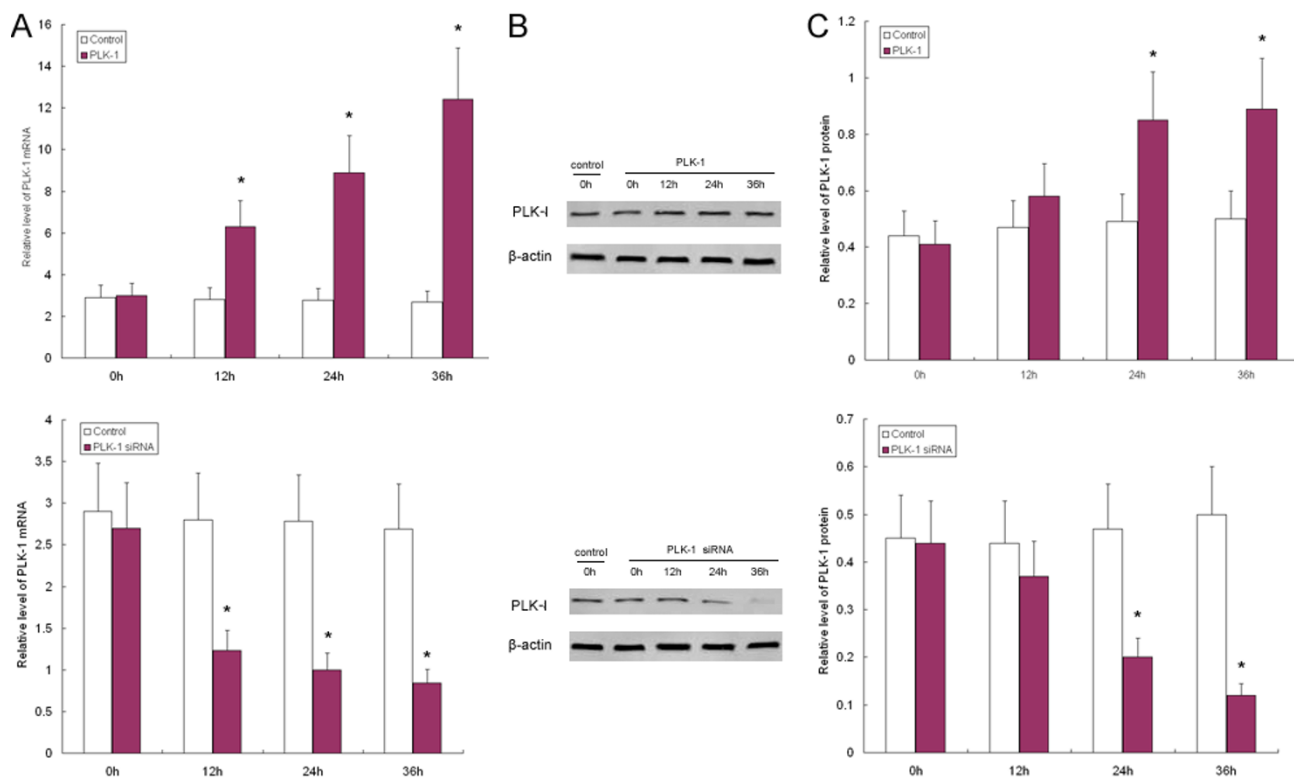 A
Relative level of PLK-1 mRNA
16
14
12
10
8
6
4
2
0
Control
PLK-1
*
*
*
0h 12h 24h 36h
B
control PLK-1
0h 0h 12h 24h 36h
PLK-I
β-actin
C
Relative level of PLK-1 protein
1.2
1
0.8
0.6
0.4
0.2
0
Control
PLK-1
*
*
0h 12h 24h 36h
Relative level of PLK-1 mRNA
4
3.5
3
2.5
2
1.5
1
0.5
0
Control
PLK-1 siRNA
*
*
*
0h 12h 24h 36h
control PLK-1 siRNA
0h 0h 12h 24h 36h
PLK-I
β-actin
Relative level of PLK-1 protein
0.7
0.6
0.5
0.4
0.3
0.2
0.1
0
Control
PLK-1 siRNA
*
*
0h 12h 24h 36h